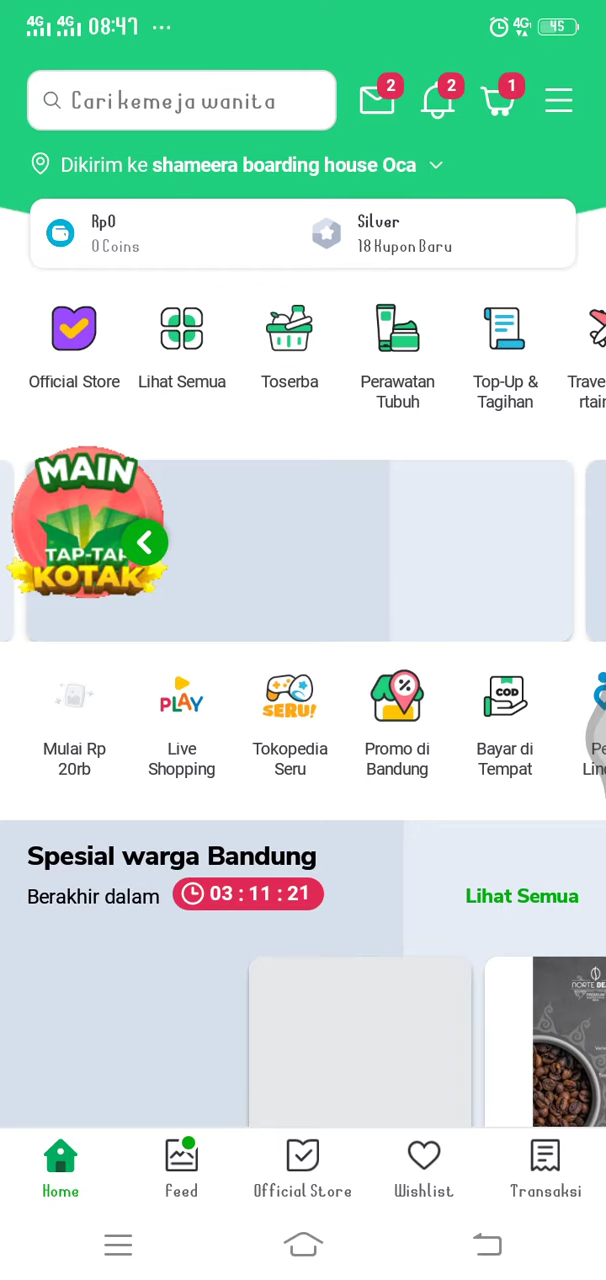 4G 4G 08:47 ... 4G 45
Cari kemeja wanita
2 2 1
Dikirim ke shameera boarding house Oca
Rp0 Silver
0 Coins 18 Kupon Baru
Official Store Lihat Semua Toserba Perawatan Top-Up &
Tubuh Tagihan
MAIN
KOTAK
PLAY SERU! % COD
Mulai Rp Live Tokopedia Promo di Bayar di
20rb Shopping Seru Bandung Tempat
Spesial warga Bandung
Berakhir dalam 03 : 11 : 21 Lihat Semua
Home Feed Official Store Wishlist Transaksi